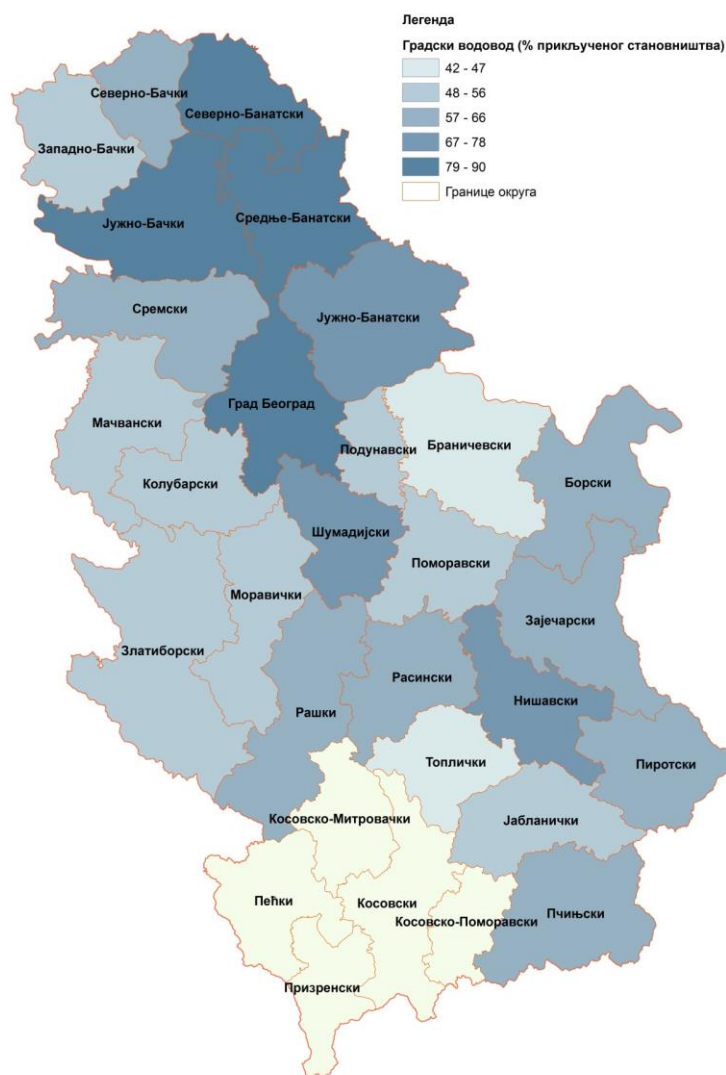 Легенда
Градски водовод (% прикљученог становништва)
42 - 47
48 - 56
57 - 66
67 - 78
79 - 90
Границе округа
Северно-Бачки
Северно-Банатски
Западно-Бачки
Јужно-Бачки
Средње-Банатски
Сремски
Јужно-Банатски
Град Београд
Мачвански
Подунавски
Браничевски
Колубарски
Борски
Шумадијски
Поморавски
Моравички
Зајечарски
Златиборски
Расински
Нишавски
Рашки
Пиротски
Топлички
Косовско-Митровачки
Јабланички
Пећки
Косовски
Косовско-Поморавски
Пчињски
Призренски